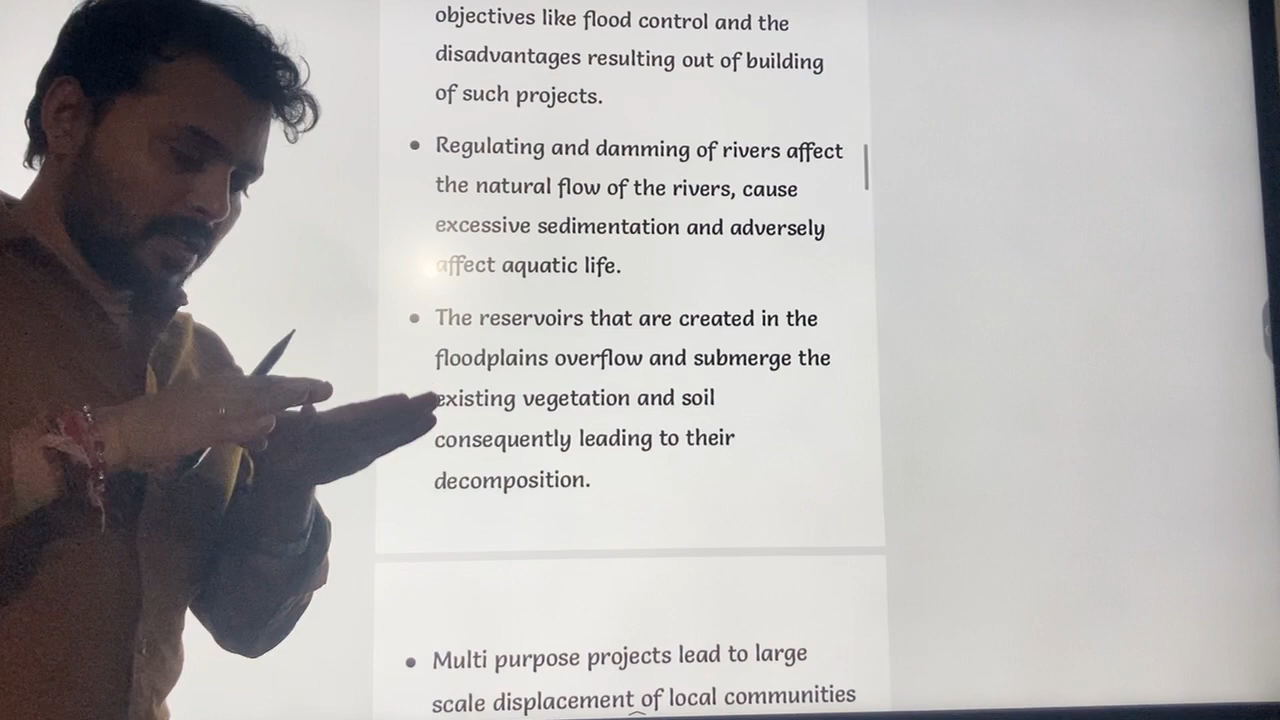 objectives like flood control and the
disadvantages resulting out of building
of such projects.
• Regulating and damming of rivers affect
the natural flow of the rivers, cause
excessive sedimentation and adversely
affect aquatic life.
• The reservoirs that are created in the
floodplains overflow and submerge the
existing vegetation and soil
consequently leading to their
decomposition.
• Multi purpose projects lead to large
scale displacement of local communities